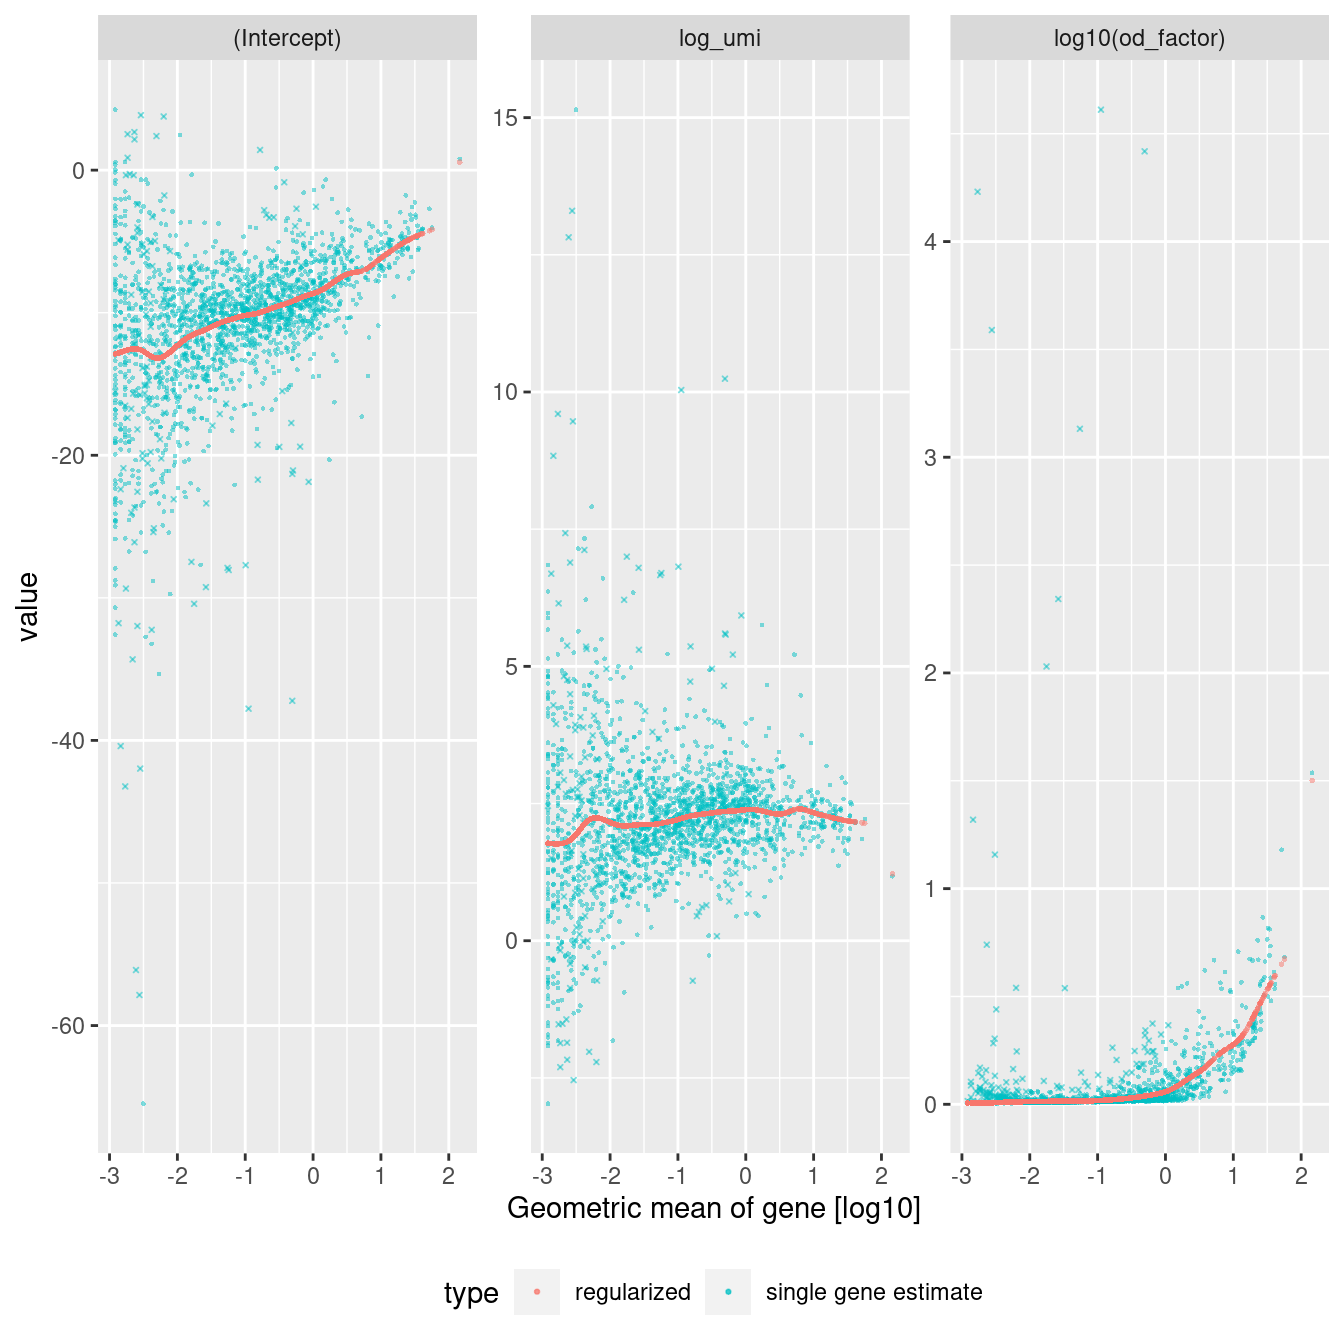 (Intercept) log_umi log10(od_factor)
value
0
-20
-40
-60
15
10
5
0
4
3
2
1
0
-3 -2 -1 0 1 2
-3 -2 -1 0 1 2
-3 -2 -1 0 1 2
Geometric mean of gene [log10]
type regularized single gene estimate